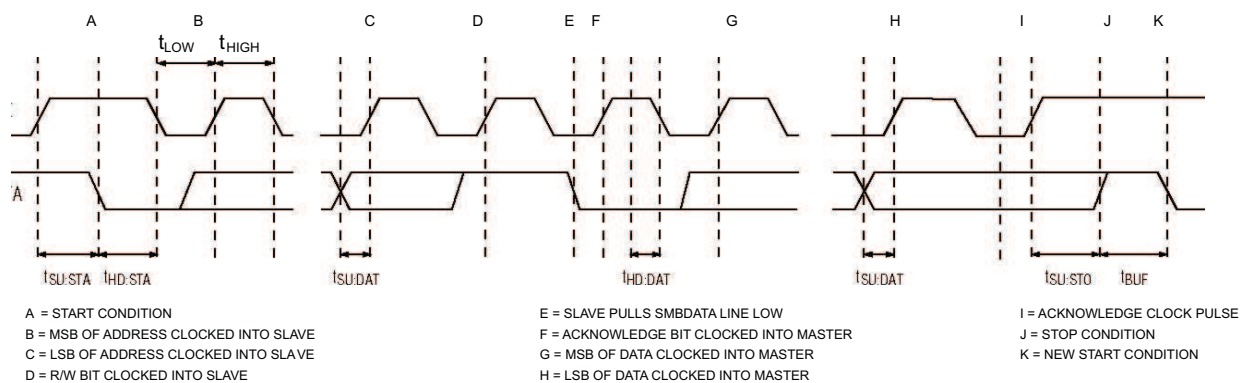 A B C D E F G H I J K
tLOW tHIGH
A
tSU:STA tHD:STA tSU:DAT tHD:DAT tSU:DAT tSU:STO tBUF
A = START CONDITION
B = MSB OF ADDRESS CLOCKED INTO SLAVE
C = LSB OF ADDRESS CLOCKED INTO SLAVE
D = R/W BIT CLOCKED INTO SLAVE
E = SLAVE PULLS SMBDATA LINE LOW
F = ACKNOWLEDGE BIT CLOCKED INTO MASTER
G = MSB OF DATA CLOCKED INTO MASTER
H = LSB OF DATA CLOCKED INTO MASTER
I = ACKNOWLEDGE CLOCK PULSE
J = STOP CONDITION
K = NEW START CONDITION